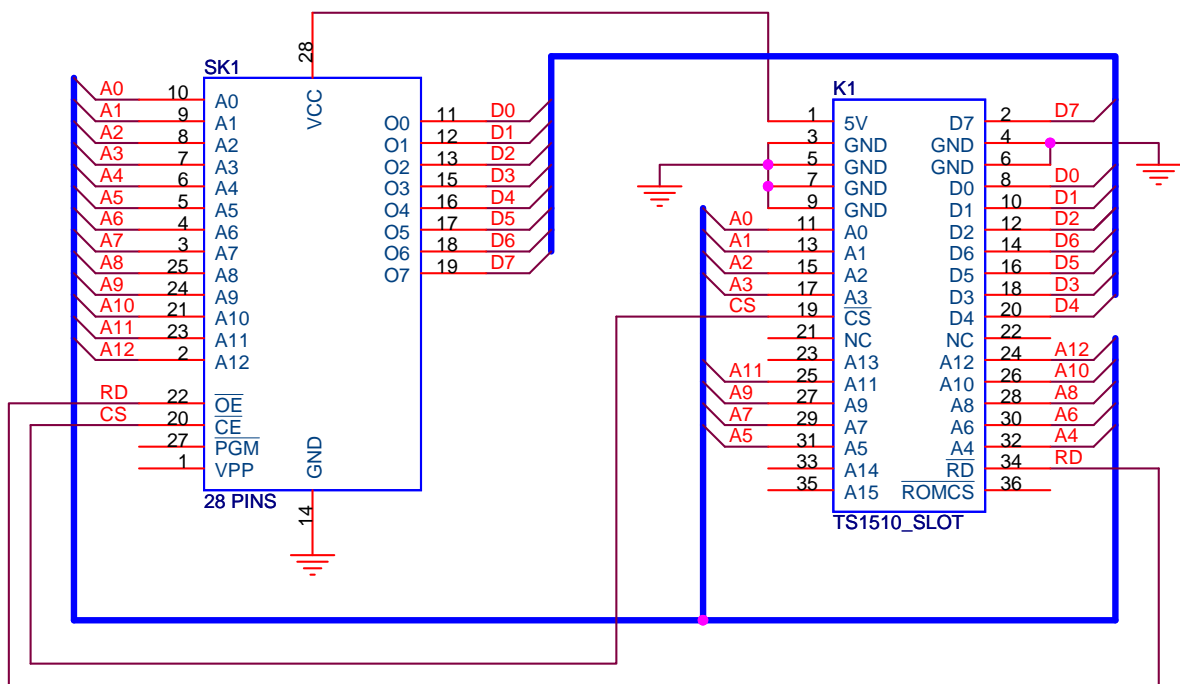 SK1
28
VCC
A0 10 A0
A1 9 A1
A2 8 A2
A3 7 A3
A4 6 A4
A5 5 A5
A6 4 A6
A7 3 A7
A8 25 A8
A9 24 A9
A10 21 A10
A11 23 A11
A12 2 A12
RD 22 OE
CS 20 CE
27 PGM
1 VPP
O0 11 D0
O1 12 D1
O2 13 D2
O3 15 D3
O4 16 D4
O5 17 D5
O6 18 D6
O7 19 D7
GND
14
28 PINS
K1
1 5V
3 GND
5 GND
7 GND
9 GND
A0 11 A0
A1 13 A1
A2 15 A2
A3 17 A3
CS 19 CS
21 NC
23 A13
A11 25 A11
A9 27 A9
A7 29 A7
A5 31 A5
33 A14
35 A15
D7 2 D7
GND 4
GND 6
D0 8 D0
D1 10 D1
D2 12 D2
D6 14 D6
D5 16 D5
D3 18 D3
D4 20 D4
NC 22
A12 24 A12
A10 26 A10
A8 28 A8
A6 30 A6
A4 32 A4
RD 34 RD
ROMCS 36
TS1510_SLOT